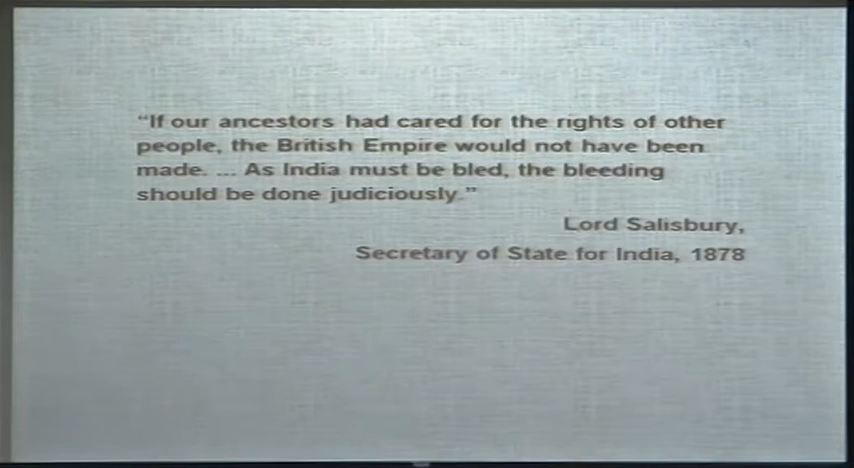 “If our ancestors had cared for the rights of other
people, the British Empire would not have been
made. ... As India must be bled, the bleeding
should be done judiciously.”
Lord Salisbury,
Secretary of State for India, 1878